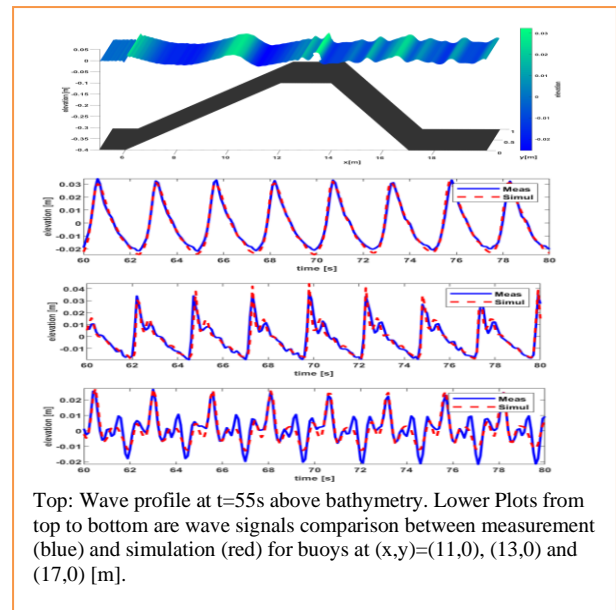 0.05
0
-0.05
-0.1
-0.15
-0.2
-0.25
-0.3
-0.35
-0.4
elevation [m]
6 8 10 12 14 16 18
x[m]
1
0.5
0
y[m]
0.03
0.02
0.01
0
-0.01
-0.02
elevation
0.03
0.02
0.01
0
-0.01
-0.02
elevation [m]
Meas
Simul
60 62 64 66 68 70 72 74 76 78 80
time [s]
0.04
0.03
0.02
0.01
0
-0.01
elevation [m]
Meas
Simul
60 62 64 66 68 70 72 74 76 78 80
time [s]
0.02
0.01
0
-0.01
-0.02
elevation [m]
Meas
Simul
60 62 64 66 68 70 72 74 76 78 80
time [s]
Top: Wave profile at t=55s above bathymetry. Lower Plots from
top to bottom are wave signals comparison between measurement
(blue) and simulation (red) for buoys at (x,y)=(11,0), (13,0) and
(17,0) [m].